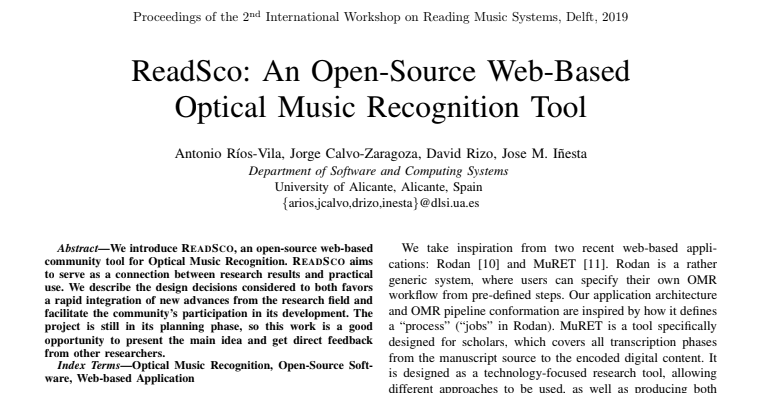 Proceedings of the 2nd International Workshop on Reading Music Systems, Delft, 2019
ReadSco: An Open-Source Web-Based
Optical Music Recognition Tool
Antonio Ríos-Vila, Jorge Calvo-Zaragoza, David Rizo, Jose M. Iñesta
Department of Software and Computing Systems
University of Alicante, Alicante, Spain
{arios,jcalvo,drizo,inesta}@dlsi.ua.es
Abstract—We introduce READSCO, an open-source web-based
community tool for Optical Music Recognition. READSCO aims
to serve as a connection between research results and practical
use. We describe the design decisions considered to both favors
a rapid integration of new advances from the research field and
facilitate the community's participation in its development. The
project is still in its planning phase, so this work is a good
opportunity to present the main idea and get direct feedback
from other researchers.
Index Terms—Optical Music Recognition, Open-Source Soft-
ware, Web-based Application
We take inspiration from two recent web-based appli-
cations: Rodan [10] and MuRET [11]. Rodan is a rather
generic system, where users can specify their own OMR
workflow from pre-defined steps. Our application architecture
and OMR pipeline conformation are inspired by how it defines
a “process” (“jobs” in Rodan). MuRET is a tool specifically
designed for scholars, which covers all transcription phases
from the manuscript source to the encoded digital content. It
is designed as a technology-focused research tool, allowing
different approaches to be used, as well as producing both